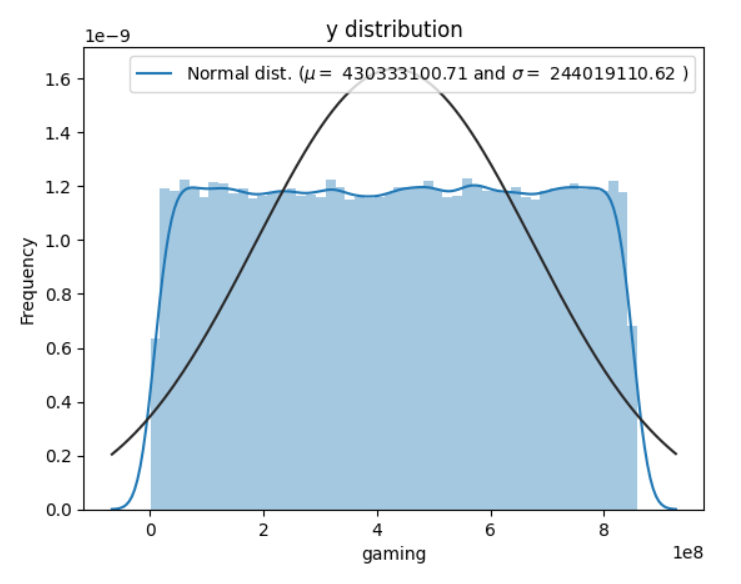 y distribution
1e−9
Normal dist. (μ = 430333100.71 and σ = 244019110.62 )
1.6
1.4
1.2
1.0
0.8
0.6
0.4
0.2
0.0
Frequency
0 2 4 6 8
1e8
gaming